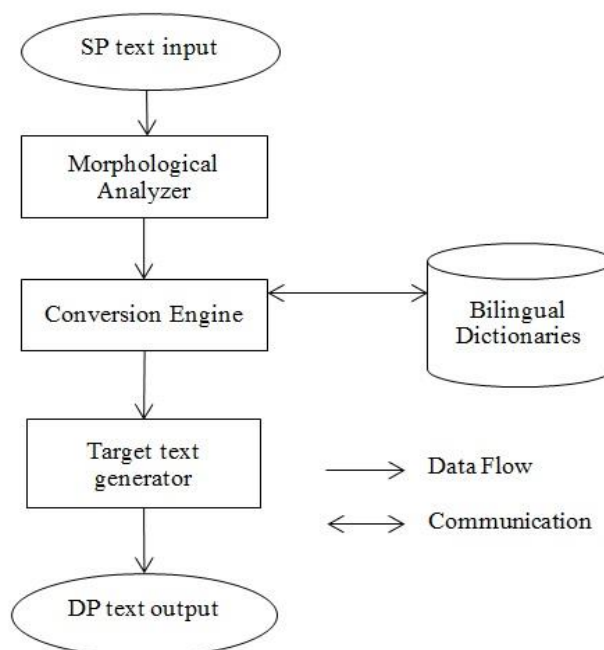 SP text input
Morphological
Analyzer
Conversion Engine
Bilingual
Dictionaries
Target text
generator
Data Flow
Communication
DP text output